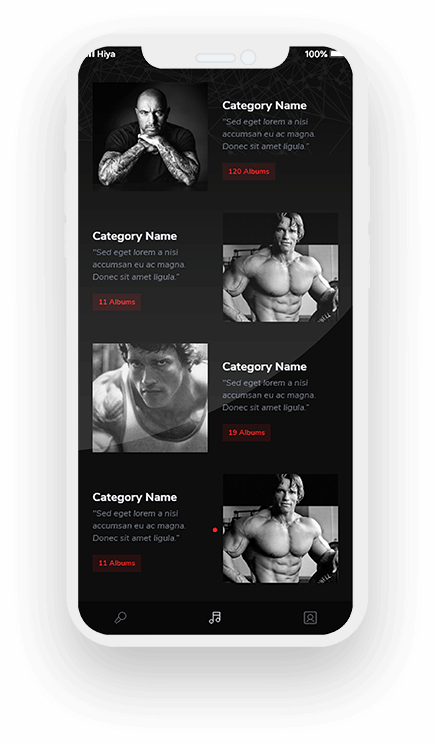 Hiya 100%
Category Name
"Sed eget lorem a nisi
accumsan eu ac magna.
Donec sit amet ligula."
120 Albums
Category Name
"Sed eget lorem a nisi
accumsan eu ac magna.
Donec sit amet ligula."
11 Albums
Category Name
"Sed eget lorem a nisi
accumsan eu ac magna.
Donec sit amet ligula."
19 Albums
Category Name
"Sed eget lorem a nisi
accumsan eu ac magna.
Donec sit amet ligula."
11 Albums